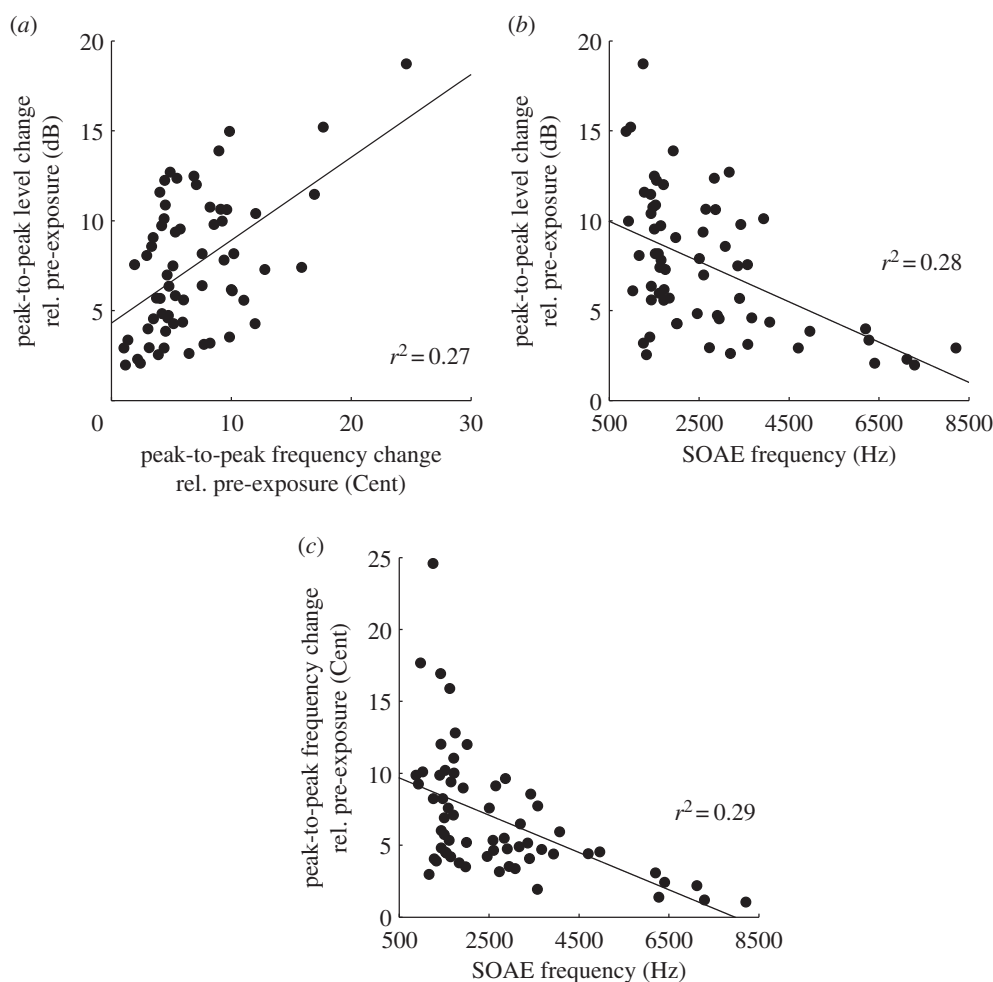 (a)
20
15
10
5
0
10
20
30
peak-to-peak level change
rel. pre-exposure (dB)
r² = 0.27
peak-to-peak frequency change
rel. pre-exposure (Cent)
(b)
20
15
10
5
0
500
2500
4500
6500
8500
peak-to-peak level change
rel. pre-exposure (dB)
r² = 0.28
SOAE frequency (Hz)
(c)
25
20
15
10
5
0
500
2500
4500
6500
8500
peak-to-peak frequency change
rel. pre-exposure (Cent)
r² = 0.29
SOAE frequency (Hz)